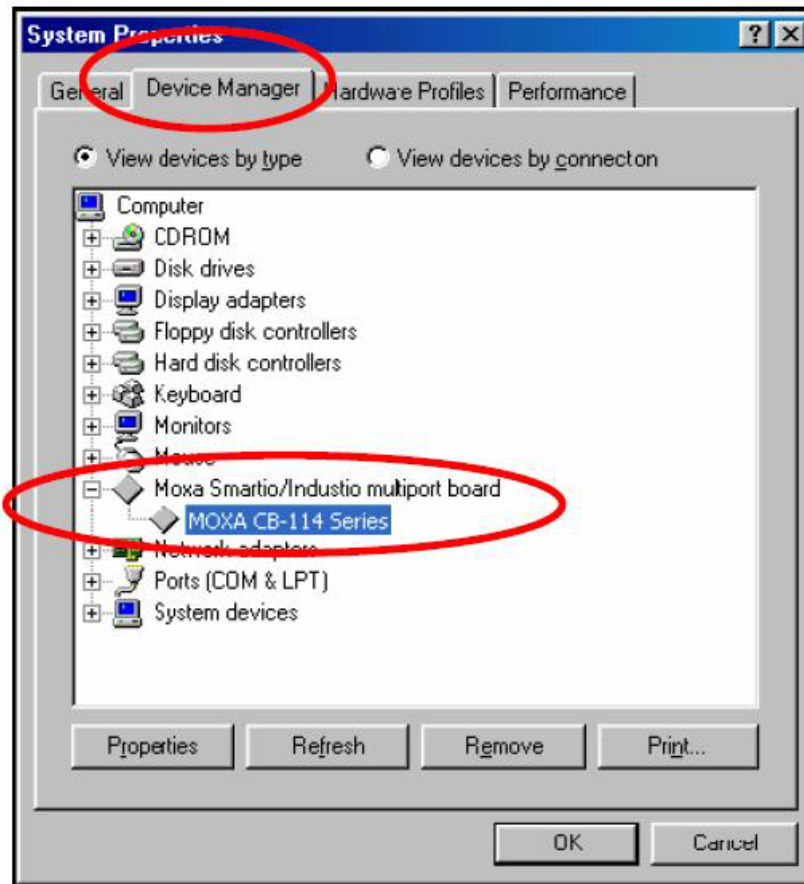 System Properties
General Device Manager Hardware Profiles Performance
View devices by type View devices by connecton
Computer
CDROM
Disk drives
Display adapters
Floppy disk controllers
Hard disk controllers
Keyboard
Monitors
Mouse
Moxa Smartio/Industio multiport board
MOXA CB-114 Series
Network adapters
Ports (COM & LPT)
System devices
Properties Refresh Remove Print...
OK Cancel